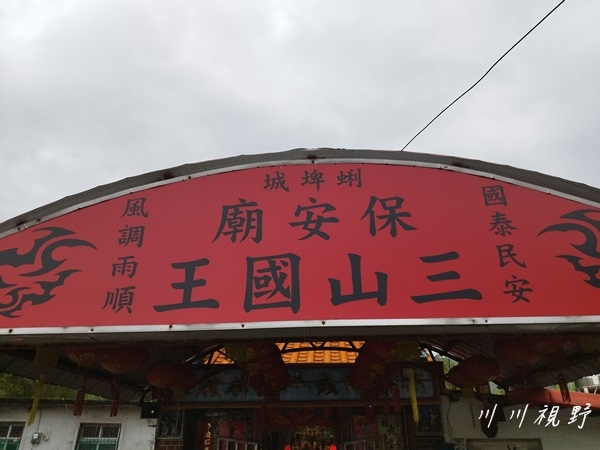 蜊埤城
保安廟
三山國王
國泰民安
風調雨順
川川視野